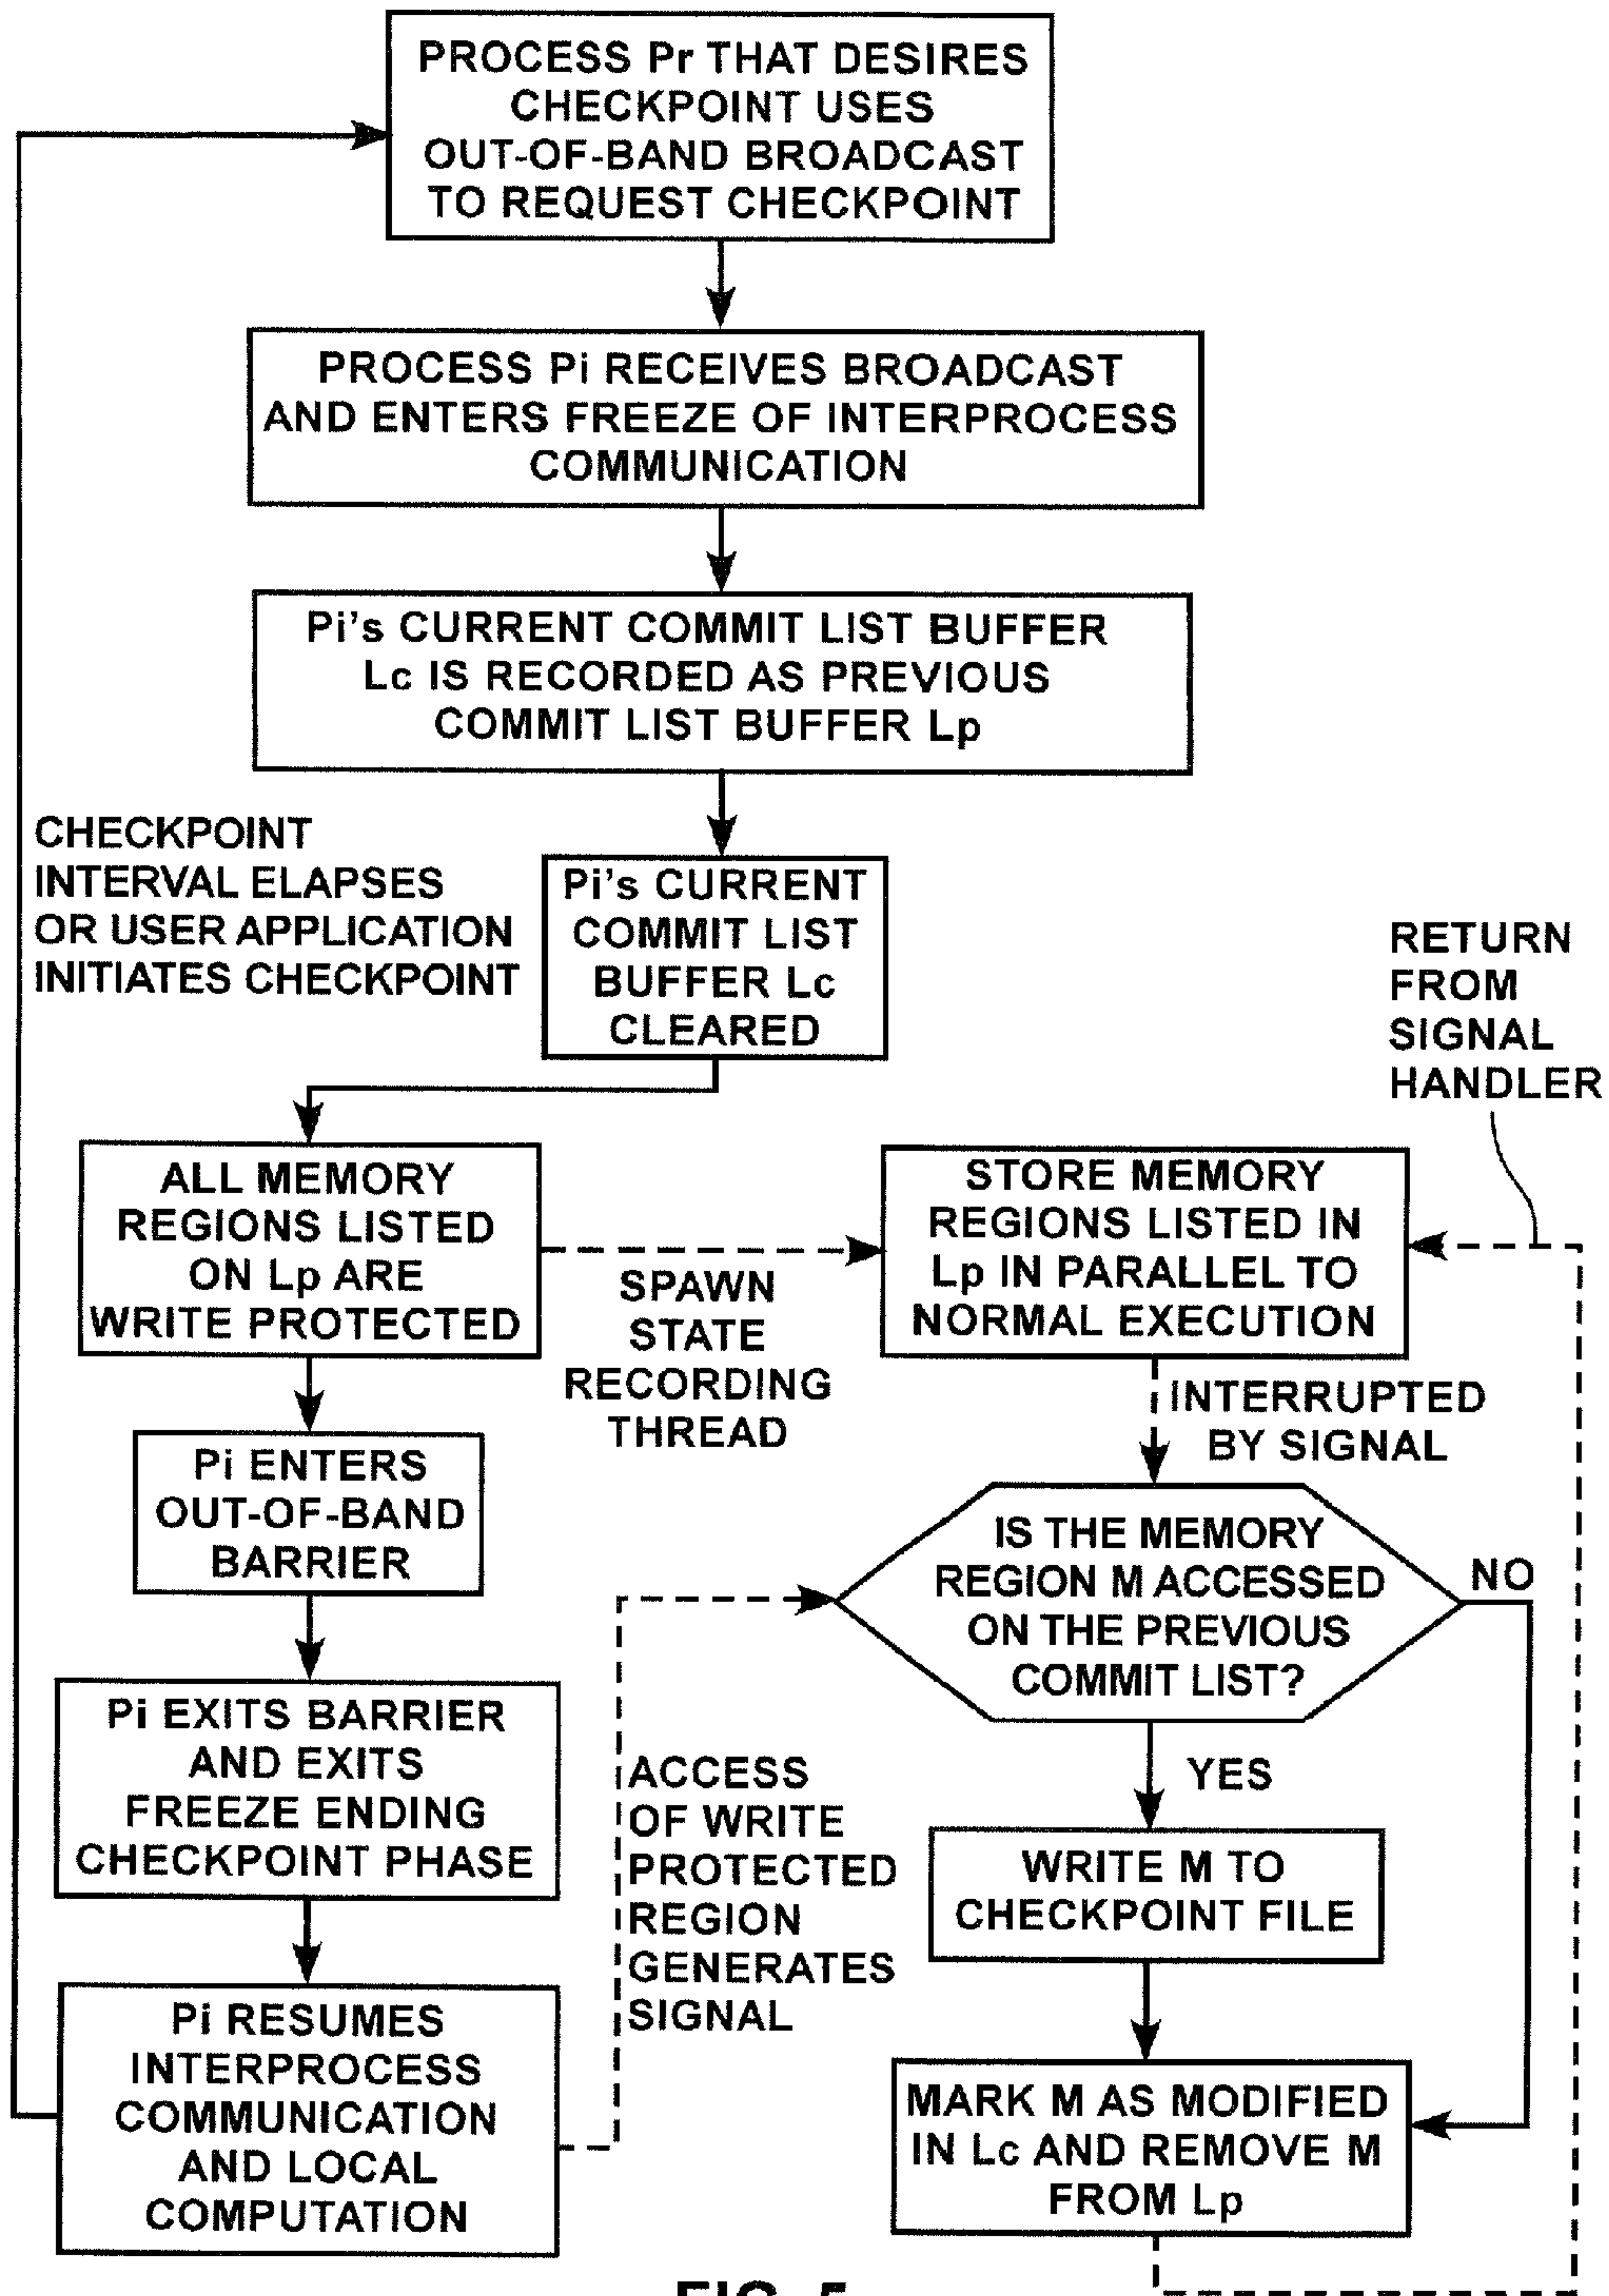 PROCESS Pr THAT DESIRES
CHECKPOINT USES
OUT-OF-BAND BROADCAST
TO REQUEST CHECKPOINT
PROCESS Pi RECEIVES BROADCAST
AND ENTERS FREEZE OF INTERPROCESS
COMMUNICATION
Pi's CURRENT COMMIT LIST BUFFER
Lc IS RECORDED AS PREVIOUS
COMMIT LIST BUFFER Lp
CHECKPOINT
INTERVAL ELAPSES
OR USER APPLICATION
INITIATES CHECKPOINT
Pi's CURRENT
COMMIT LIST
BUFFER Lc
CLEARED
RETURN
FROM
SIGNAL
HANDLER
ALL MEMORY
REGIONS LISTED
ON Lp ARE
WRITE PROTECTED
SPAWN
STATE
RECORDING
THREAD
STORE MEMORY
REGIONS LISTED IN
Lp IN PARALLEL TO
NORMAL EXECUTION
INTERRUPTED
BY SIGNAL
Pi ENTERS
OUT-OF-BAND
BARRIER
IS THE MEMORY
REGION M ACCESSED
ON THE PREVIOUS
COMMIT LIST?
NO
YES
Pi EXITS BARRIER
AND EXITS
FREEZE ENDING
CHECKPOINT PHASE
ACCESS
OF WRITE
PROTECTED
REGION
GENERATES
SIGNAL
WRITE M TO
CHECKPOINT FILE
Pi RESUMES
INTERPROCESS
COMMUNICATION
AND LOCAL
COMPUTATION
MARK M AS MODIFIED
IN Lc AND REMOVE M
FROM Lp
FIG. 5